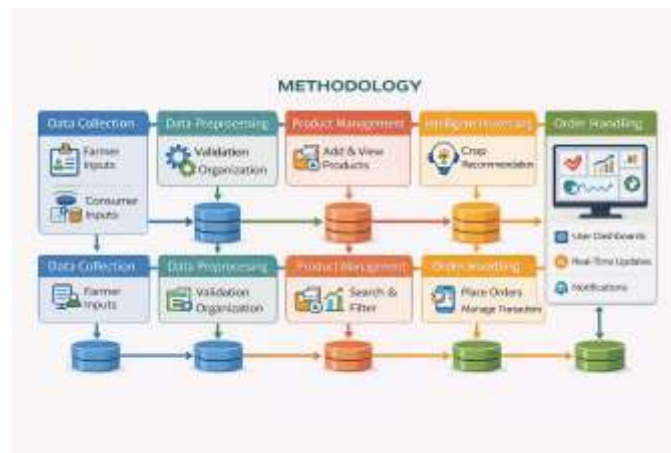 METHODOLOGY
Data Collection
Data Preprocessing
Product Management
Order Handling
Farmer
Inputs
Consumer
Inputs
Validation
Organization
Add & View
Products
Crop
Recommendation
User Dashboards
Real-Time Updates
Notifications
Data Collection
Data Preprocessing
Product Management
Order Handling
Farmer
Inputs
Validation
Organization
Search &
Filter
Place Orders
Manage Transactions